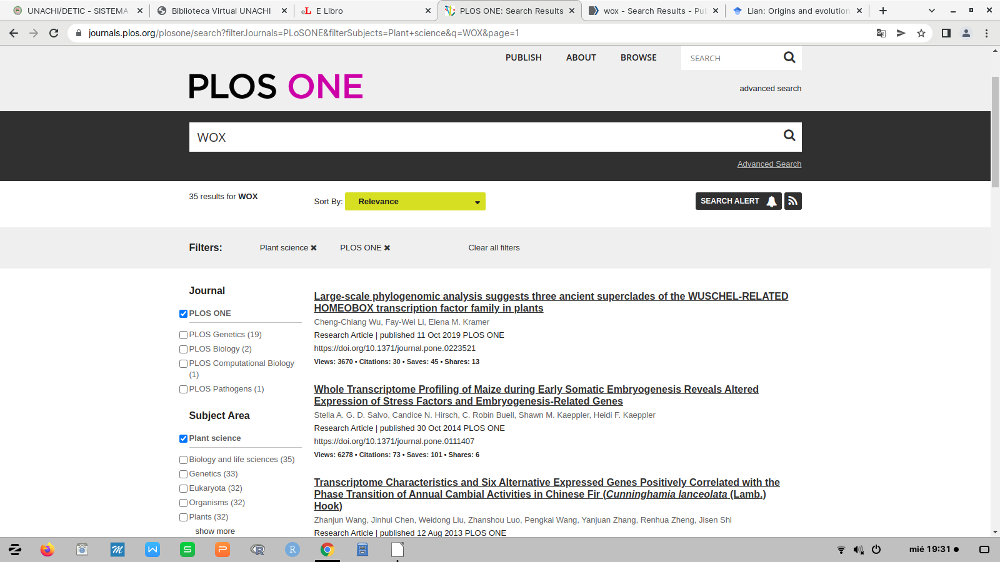 UNACHI/DETIC - SISTEMA
Biblioteca Virtual UNACHI
eL E Libro
PLOS ONE: Search Results
wox - Search Results - Pu
Lian: Origins and evolution
journals.plos.org/plosone/search?filterJournals=PLoSONE&filterSubjects=Plant+science&q=WOX&page=1
PUBLISH ABOUT BROWSE SEARCH
PLOS ONE
advanced search
WOX
Advanced Search
35 results for WOX
Sort By: Relevance
SEARCH ALERT
Filters: Plant science ✖ PLOS ONE ✖ Clear all filters
Journal
PLOS ONE
PLOS Genetics (19)
PLOS Biology (2)
PLOS Computational Biology
(1)
PLOS Pathogens (1)
Subject Area
Plant science
Biology and life sciences (35)
Genetics (33)
Eukaryota (32)
Organisms (32)
Plants (32)
show more
Large-scale phylogenomic analysis suggests three ancient superclades of the WUSCHEL-RELATED
HOMEOBOX transcription factor family in plants
Cheng-Chiang Wu, Fay-Wei Li, Elena M. Kramer
Research Article | published 11 Oct 2019 PLOS ONE
https://doi.org/10.1371/journal.pone.0223521
Views: 3670 • Citations: 30 • Saves: 45 • Shares: 13
Whole Transcriptome Profiling of Maize during Early Somatic Embryogenesis Reveals Altered
Expression of Stress Factors and Embryogenesis-Related Genes
Stella A. G. D. Salvo, Candice N. Hirsch, C. Robin Buell, Shawn M. Kaeppler, Heidi F. Kaeppler
Research Article | published 30 Oct 2014 PLOS ONE
https://doi.org/10.1371/journal.pone.0111407
Views: 6278 • Citations: 73 • Saves: 101 • Shares: 6
Transcriptome Characteristics and Six Alternative Expressed Genes Positively Correlated with the
Phase Transition of Annual Cambial Activities in Chinese Fir (Cunninghamia lanceolata (Lamb.)
Hook)
Zhanjun Wang, Jinhui Chen, Weidong Liu, Zhanshou Luo, Pengkai Wang, Yanjuan Zhang, Renhua Zheng, Jisen Shi
Research Article | published 12 Aug 2013 PLOS ONE
M W S P R R
mié 19:31